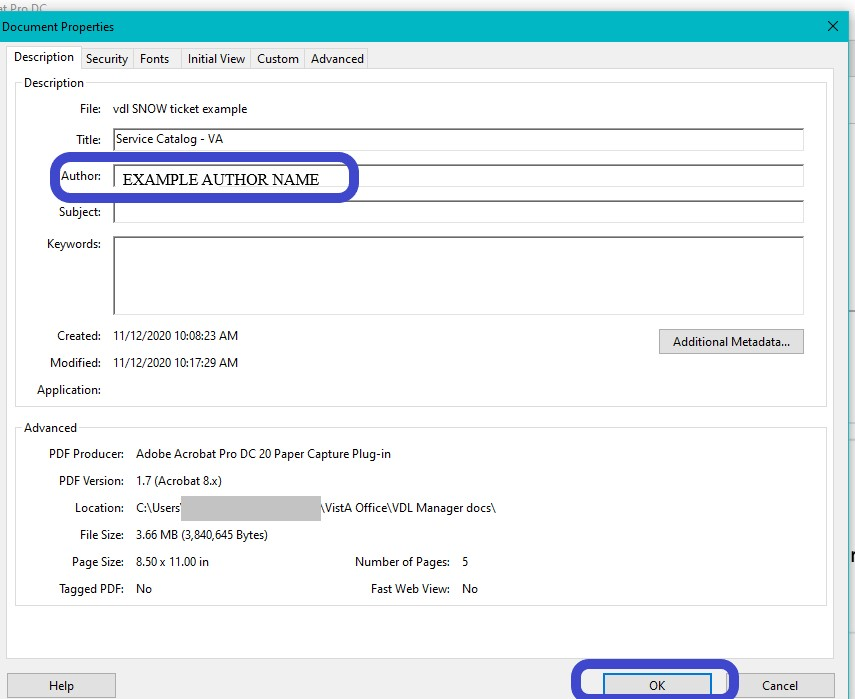 at Pro DC
Document Properties
Description Security Fonts Initial View Custom Advanced
Description
File: vdl SNOW ticket example
Title: Service Catalog - VA
Author: EXAMPLE AUTHOR NAME
Subject:
Keywords:
Created: 11/12/2020 10:08:23 AM
Additional Metadata...
Modified: 11/12/2020 10:17:29 AM
Application:
Advanced
PDF Producer: Adobe Acrobat Pro DC 20 Paper Capture Plug-in
PDF Version: 1.7 (Acrobat 8.x)
Location: C:\Users\ \VistA Office\VDL Manager docs\
File Size: 3.66 MB (3,840,645 Bytes)
Page Size: 8.50 x 11.00 in Number of Pages: 5
Tagged PDF: No Fast Web View: No
Help OK Cancel